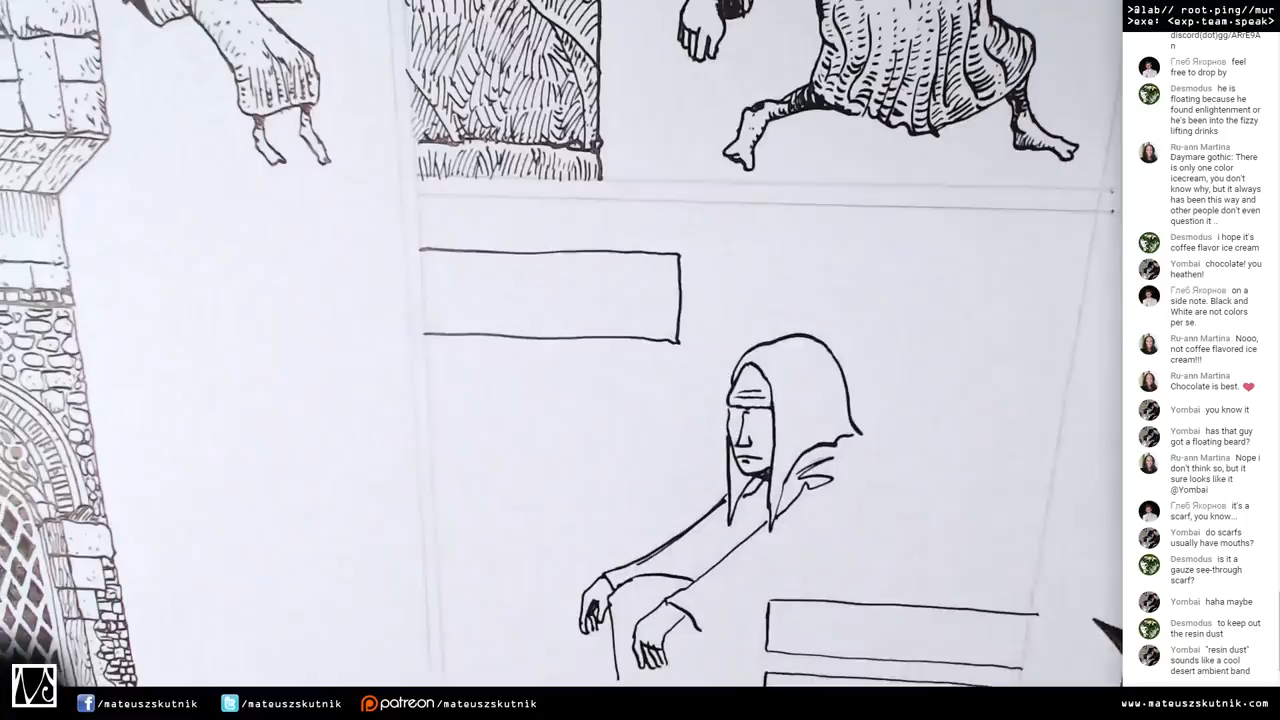 >@lab// root.ping//mur
>exe: <exp.team.speak>
discord(dot)gg/ARrE9A
n
Глеб Якорнов feel
free to drop by
Desmodus he is
floating because he
found enlightenment or
he's been into the fizzy
lifting drinks
Ru-ann Martina
Daymare gothic: There
is only one color
icecream, you don't
know why, but it always
has been this way and
other people don't even
question it ..
Desmodus i hope it's
coffee flavor ice cream
Yombai chocolate! you
heathen!
Глеб Якорнов on a
side note. Black and
White are not colors
per se.
Ru-ann Martina Nooo,
not coffee flavored ice
cream!!!
Ru-ann Martina
Chocolate is best. ❤
Yombai you know it
Yombai has that guy
got a floating beard?
Ru-ann Martina Nope i
don't think so, but it
sure looks like it
@Yombai
Глеб Якорнов it's a
scarf, you know...
Yombai do scarfs
usually have mouths?
Desmodus is it a
gauze see-through
scarf?
Yombai haha maybe
Desmodus to keep out
the resin dust
Yombai "resin dust"
sounds like a cool
desert ambient band
/mateuszskutnik
/mateuszskutnik
patreon/mateuszskutnik
www.mateuszskutnik.com